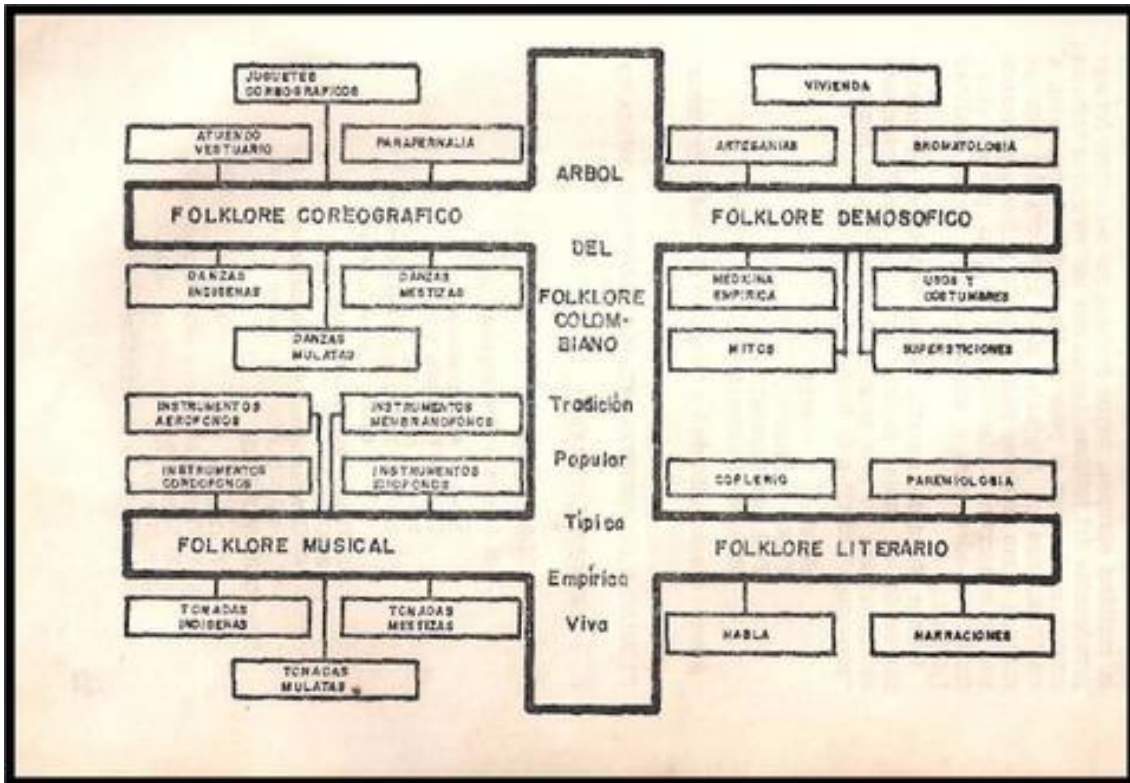 JUGUETES
COREOGRAFICOS
ATUENDO
VESTUARIO
PARAFERNALIA
FOLKLORE COREOGRAFICO
DANZAS
INDIGENAS
DANZAS
MESTIZAS
DANZAS
MULATAS
VIVIENDA
ARTESANIAS
BROMATOLOGIA
FOLKLORE DEMOSOFICO
MEDICINA
EMPIRICA
USOS Y
COSTUMBRES
MITOS
SUPERSTICIONES
ARBOL
DEL
FOLKLORE
COLOM-
BIANO
Tradición
Popular
Típica
Empírica
Viva
INSTRUMENTOS
AEROFONOS
INSTRUMENTOS
MEMBRANOFONOS
INSTRUMENTOS
CORDOFONOS
INSTRUMENTOS
IDIOFONOS
FOLKLORE MUSICAL
TONADAS
INDIGENAS
TONADAS
MESTIZAS
TONADAS
MULATAS
COPLERIO
PAREMIOLOGIA
FOLKLORE LITERARIO
HABLA
NARRACIONES